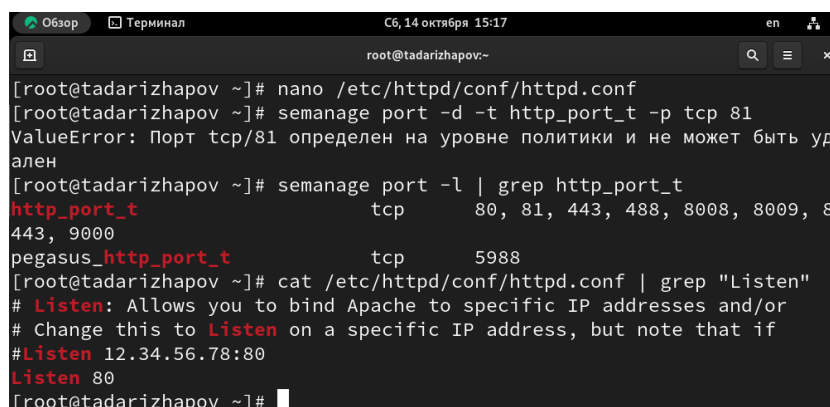 Обзор Терминал Сб, 14 октября 15:17 en
root@tadarizhapov:~
[root@tadarizhapov ~]# nano /etc/httpd/conf/httpd.conf
[root@tadarizhapov ~]# semanage port -d -t http_port_t -p tcp 81
ValueError: Порт tcp/81 определен на уровне политики и не может быть уд
ален
[root@tadarizhapov ~]# semanage port -l | grep http_port_t
http_port_t tcp 80, 81, 443, 488, 8008, 8009, 8
443, 9000
pegasus_http_port_t tcp 5988
[root@tadarizhapov ~]# cat /etc/httpd/conf/httpd.conf | grep "Listen"
# Listen: Allows you to bind Apache to specific IP addresses and/or
# Change this to Listen on a specific IP address, but note that if
#Listen 12.34.56.78:80
Listen 80
[root@tadarizhapov ~]#